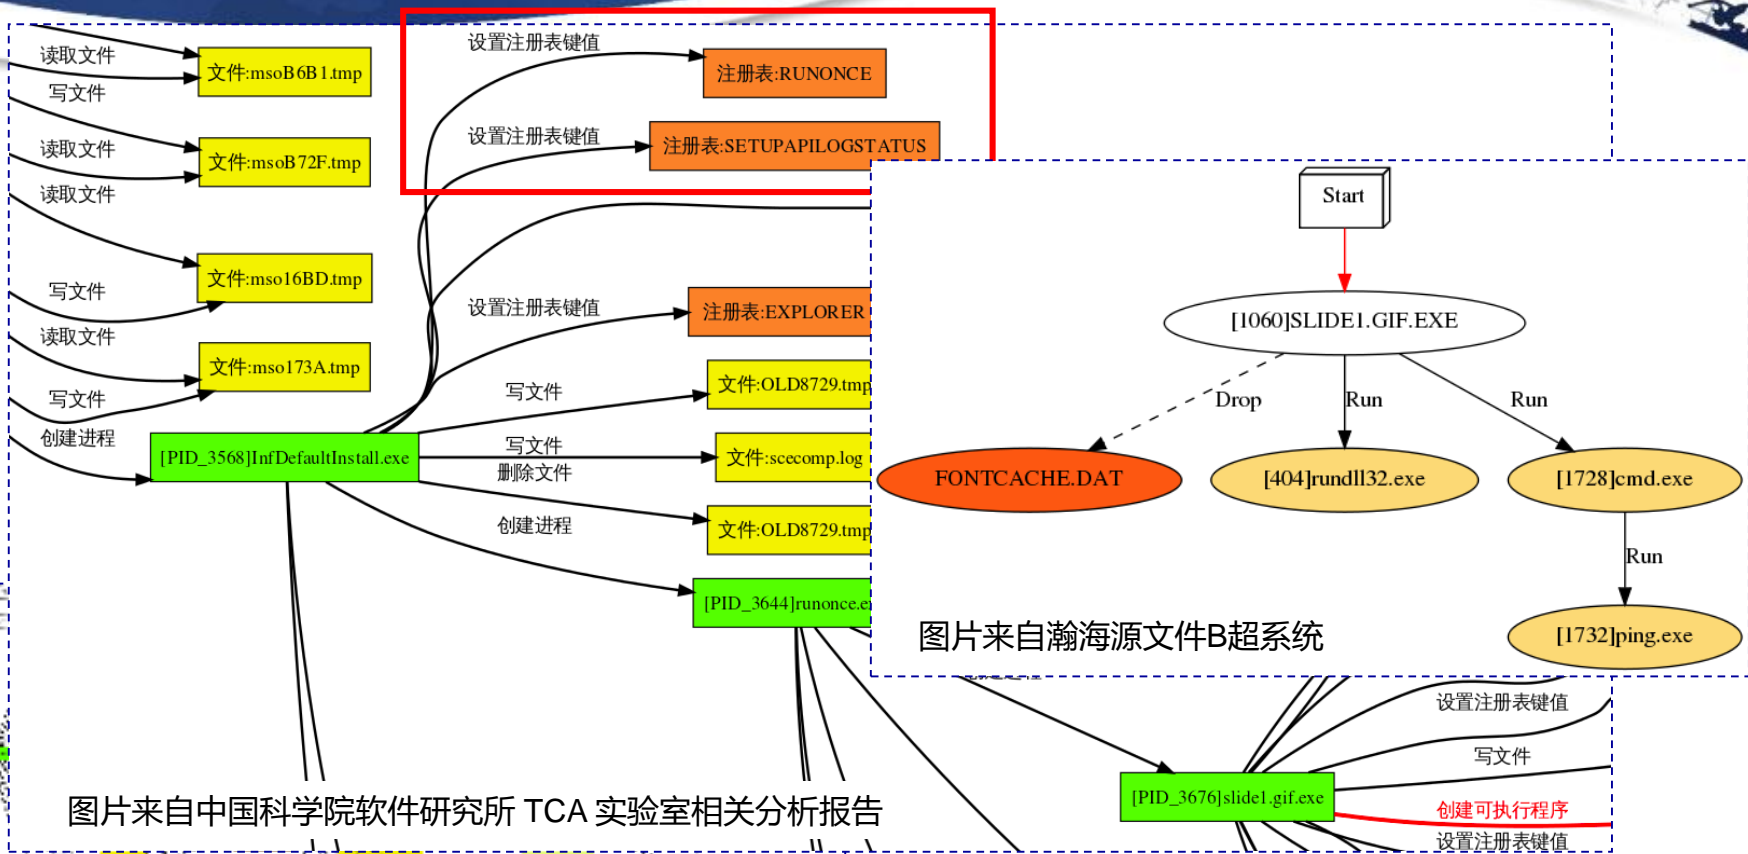 读取文件
文件:msoB6B1.tmp
写文件
读取文件
文件:msoB72F.tmp
读取文件
文件:mso16BD.tmp
写文件
读取文件
文件:mso173A.tmp
写文件
创建进程
[PID_3568]InfDefaultInstall.exe
设置注册表键值
注册表:RUNONCE
设置注册表键值
注册表:SETUPAPILOGSTATUS
设置注册表键值
注册表:EXPLORER
写文件
文件:OLD8729.tmp
写文件
文件:scecomp.log
删除文件
文件:OLD8729.tmp
创建进程
[PID_3644]runonce.e
Start
[1060]SLIDE1.GIF.EXE
Drop
Run
Run
FONTCACHE.DAT
[404]rundll32.exe
[1728]cmd.exe
Run
[1732]ping.exe
图片来自瀚海源文件B超系统
设置注册表键值
写文件
[PID_3676]slide1.gif.exe
创建可执行程序
设置注册表键值
图片来自中国科学院软件研究所 TCA 实验室相关分析报告